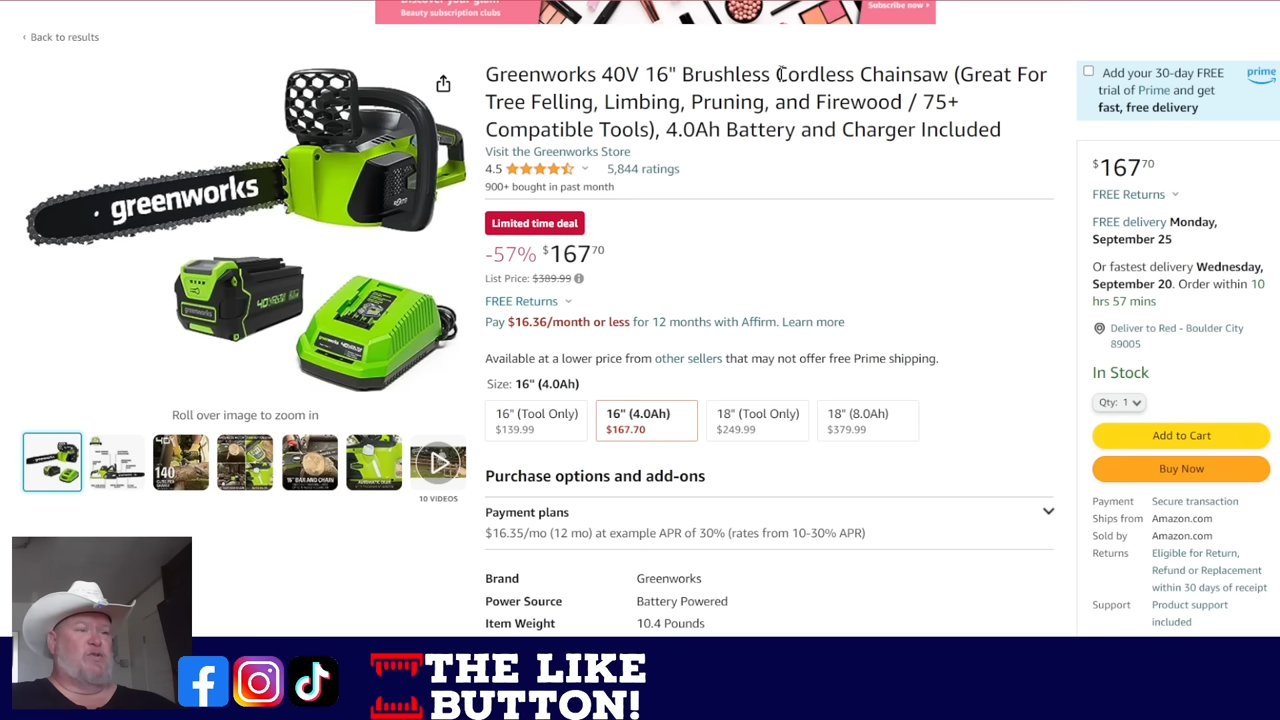 Discover your glam
Beauty subscription clubs
Subscribe now ›
‹ Back to results
greenworks
Roll over image to zoom in
140
10 VIDEOS
Greenworks 40V 16" Brushless Cordless Chainsaw (Great For
Tree Felling, Limbing, Pruning, and Firewood / 75+
Compatible Tools), 4.0Ah Battery and Charger Included
Visit the Greenworks Store
4.5 5,844 ratings
900+ bought in past month
Limited time deal
-57% $167 70
List Price: $389.99
FREE Returns
Pay $16.36/month or less for 12 months with Affirm. Learn more
Available at a lower price from other sellers that may not offer free Prime shipping.
Size: 16" (4.0Ah)
16" (Tool Only) 16" (4.0Ah) 18" (Tool Only) 18" (8.0Ah)
$139.99 $167.70 $249.99 $379.99
Purchase options and add-ons
Payment plans
$16.35/mo (12 mo) at example APR of 30% (rates from 10-30% APR)
Brand Greenworks
Power Source Battery Powered
Item Weight 10.4 Pounds
Add your 30-day FREE
trial of Prime and get
fast, free delivery
prime
$167 70
FREE Returns
FREE delivery Monday,
September 25
Or fastest delivery Wednesday,
September 20. Order within 10
hrs 57 mins
Deliver to Red - Boulder City
89005
In Stock
Qty: 1
Add to Cart
Buy Now
Payment Secure transaction
Ships from Amazon.com
Sold by Amazon.com
Returns Eligible for Return,
Refund or Replacement
within 30 days of receipt
Support Product support
included
THE LIKE
BUTTON!